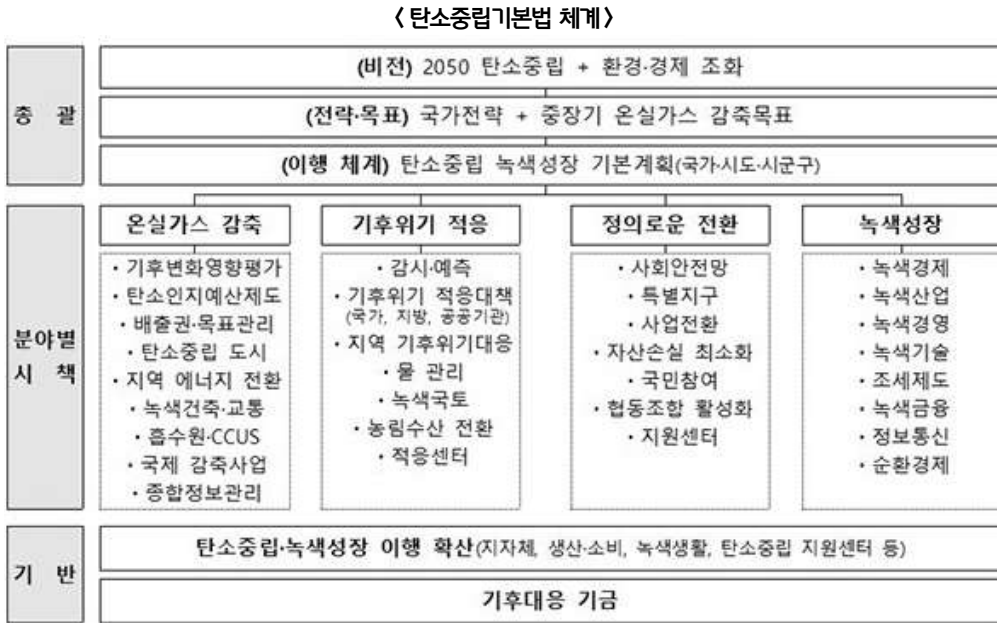 〈 탄소중립기본법 체계 〉
총 괄
(비전) 2050 탄소중립 + 환경·경제 조화
(전략·목표) 국가전략 + 중장기 온실가스 감축목표
(이행 체계) 탄소중립 녹색성장 기본계획(국가·시도·시군구)
분야별
시 책
온실가스 감축
· 기후변화영향평가
· 탄소인지예산제도
· 배출권·목표관리
· 탄소중립 도시
· 지역 에너지 전환
· 녹색건축·교통
· 흡수원·CCUS
· 국제 감축사업
· 종합정보관리
기후위기 적응
· 감시·예측
· 기후위기 적응대책
(국가, 지방, 공공기관)
· 지역 기후위기대응
· 물 관리
· 녹색국토
· 농림수산 전환
· 적응센터
정의로운 전환
· 사회안전망
· 특별지구
· 사업전환
· 자산손실 최소화
· 국민참여
· 협동조합 활성화
· 지원센터
녹색성장
· 녹색경제
· 녹색산업
· 녹색경영
· 녹색기술
· 조세제도
· 녹색금융
· 정보통신
· 순환경제
기 반
탄소중립·녹색성장 이행 확산(지자체, 생산·소비, 녹색생활, 탄소중립 지원센터 등)
기후대응 기금